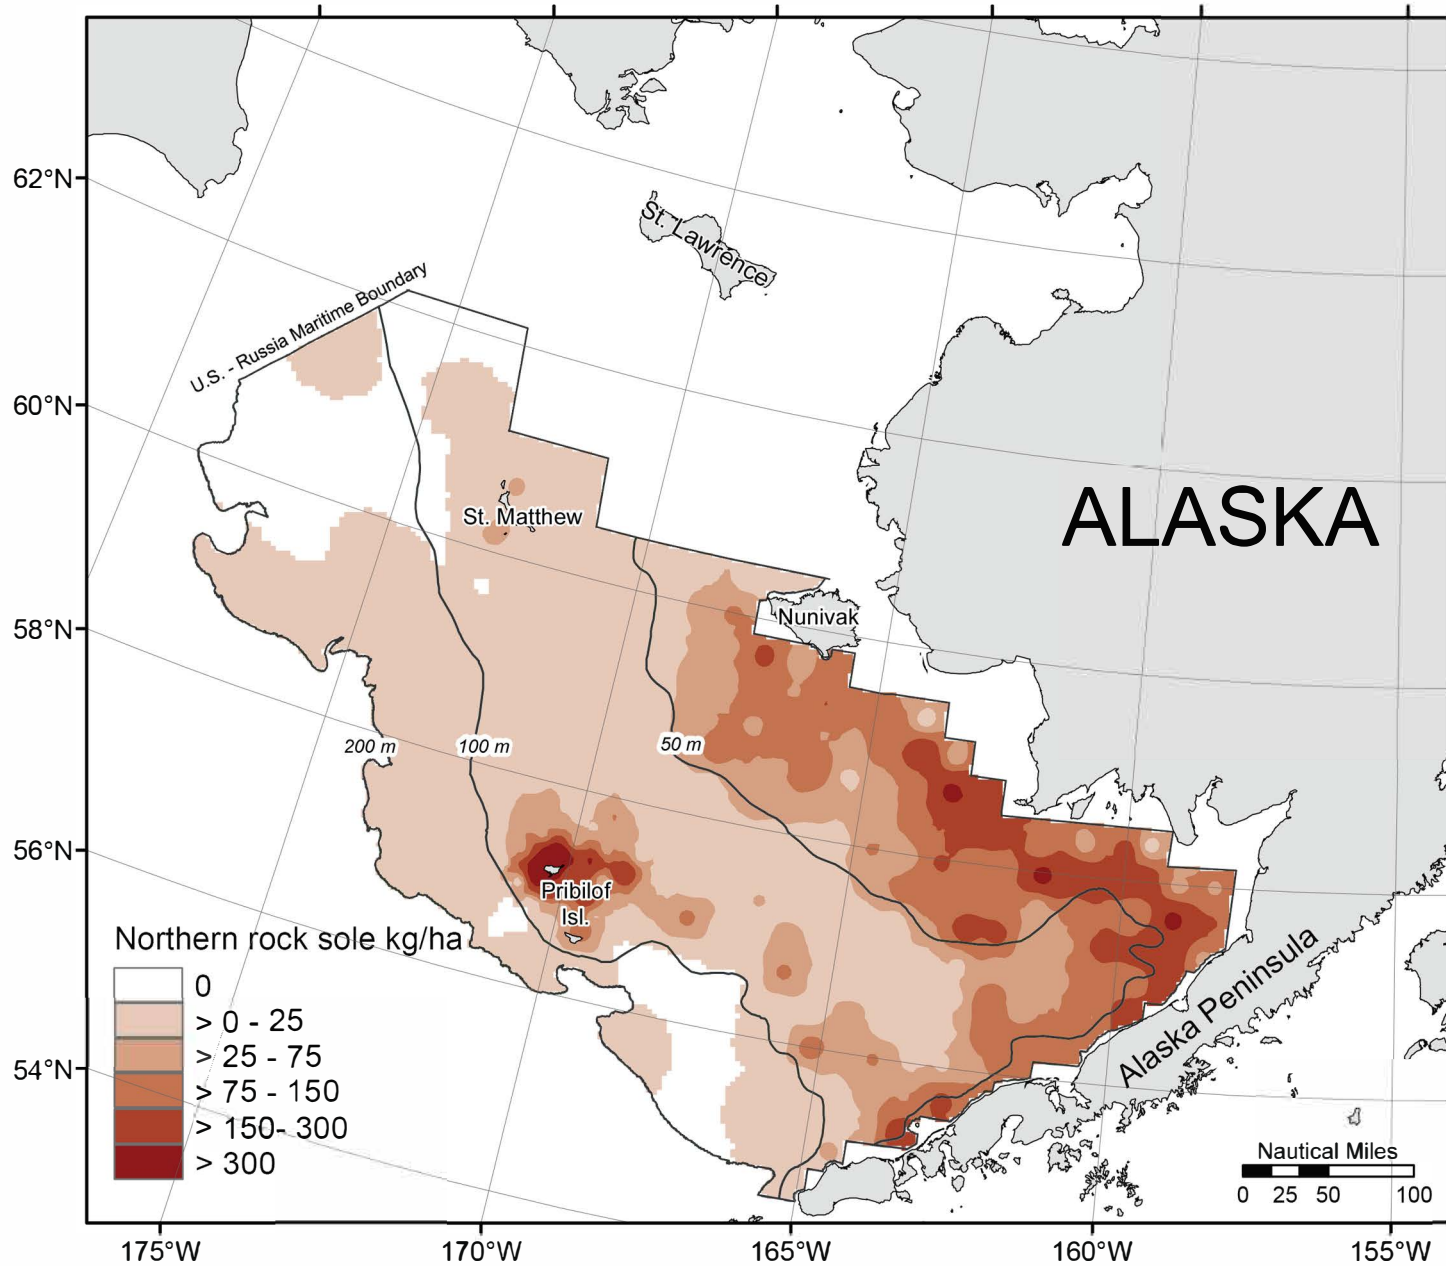 62°N
60°N
58°N
56°N
54°N
St. Lawrence
U.S. - Russia Maritime Boundary
ALASKA
St. Matthew
Nunivak
200 m
100 m
50 m
Pribilof
Isl.
Alaska Peninsula
Northern rock sole kg/ha
0
> 0 - 25
> 25 - 75
> 75 - 150
> 150- 300
> 300
Nautical Miles
0 25 50 100
175°W 170°W 165°W 160°W 155°W